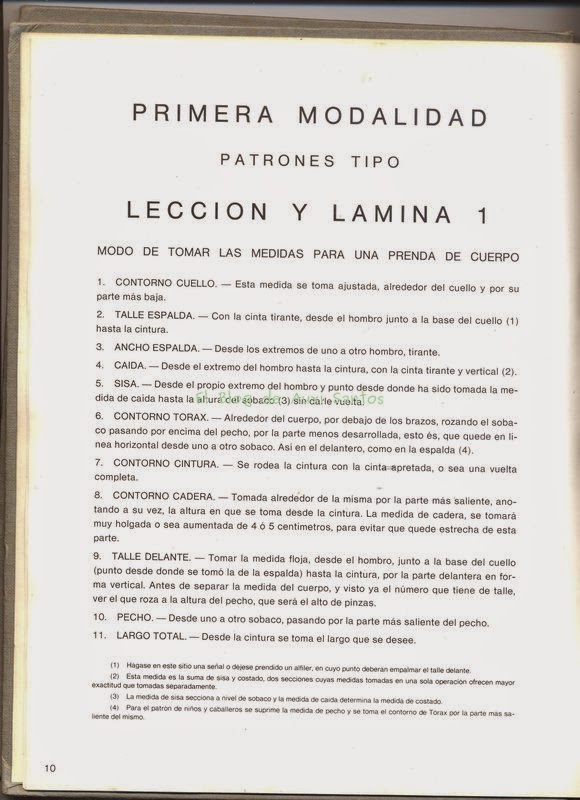 PRIMERA MODALIDAD
PATRONES TIPO
LECCION Y LAMINA 1
MODO DE TOMAR LAS MEDIDAS PARA UNA PRENDA DE CUERPO
1. CONTORNO CUELLO. — Esta medida se toma ajustada, alrededor del cuello y por su
parte más baja.
2. TALLE ESPALDA. — Con la cinta tirante, desde el hombro junto a la base del cuello (1)
hasta la cintura.
3. ANCHO ESPALDA. — Desde los extremos de uno a otro hombro, tirante.
4. CAIDA. — Desde el extremo del hombro hasta la cintura, con la cinta tirante y vertical (2).
5. SISA. — Desde el propio extremo del hombro y punto desde donde ha sido tomada la me-
dida de caida hasta la altura del sobaco (3) sin darle vuelta.
El Blog de Ami Santos
6. CONTORNO TORAX. — Alrededor del cuerpo, por debajo de los brazos, rozando el soba-
co pasando por encima del pecho, por la parte menos desarrollada, esto és, que quede en lí-
nea horizontal desde uno a otro sobaco. Así en el delantero, como en la espalda (4).
7. CONTORNO CINTURA. — Se rodea la cintura con la cinta apretada, o sea una vuelta
completa.
8. CONTORNO CADERA. — Tomada alrededor de la misma por la parte más saliente, ano-
tando a su vez, la altura en que se toma desde la cintura. La medida de cadera, se tomará
muy holgada o sea aumentada de 4 ó 5 centimetros, para evitar que quede estrecha de esta
parte.
9. TALLE DELANTE. — Tomar la medida floja, desde el hombro, junto a la base del cuello
(punto desde donde se tomó la de la espalda) hasta la cintura, por la parte delantera en for-
ma vertical. Antes de separar la medida del cuerpo, y visto ya el número que tiene de talle,
ver el que roza a la altura del pecho, que será el alto de pinzas.
10. PECHO. — Desde uno a otro sobaco, pasando por la parte más saliente del pecho.
11. LARGO TOTAL. — Desde la cintura se toma el largo que se desee.
(1) Hagase en este sitio una señal o dejese prendido un alfiler, en cuyo punto deberan empalmar el talle delante.
(2) Esta medida es la suma de sisa y costado, dos secciones cuyas medidas tomadas en una sola operación ofrecen mayor
exactitud que tomadas separadamente.
(3) La medida de sisa secciona a nivel de sobaco y la medida de caida determina la medida de costado.
(4) Para el patron de niños y caballeros se suprime la medida de pecho y se toma el contorno de Torax por la parte mas sa-
liente del mismo.
10